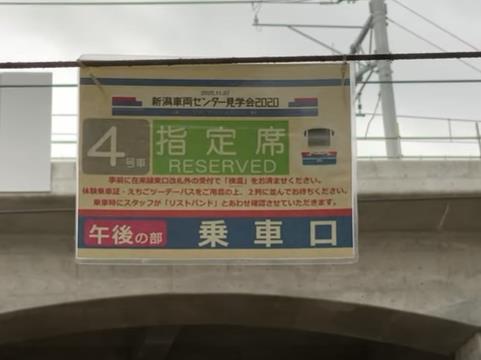 2020.11.07
新潟車両センター見学会2020
4号車
指定席
RESERVED
事前に在来線東口改札外の受付で「検温」をお済ませください。
体験乗車証・えちごツーデーパスをご用意の上、2列に並んでお待ちください。
乗車時にスタッフが「リストバンド」とあわせ確認させていただきます。
午後の部
乗車口